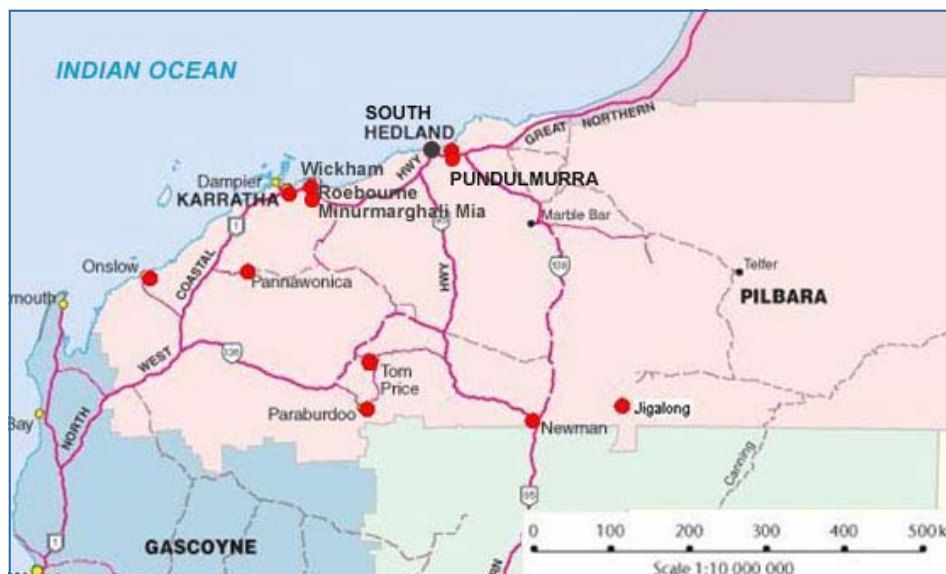 INDIAN OCEAN
SOUTH
HEDLAND
GREAT NORTHERN
HWY
Wickham
PUNDULMURRA
Dampier
KARRATHA
Roebourne
Minurmarghali Mia
Marble Bar
1
COASTAL
95
HWY
138
Telfer
Onslow
Pannawonica
PILBARA
mouth
WEST
136
Tom
Price
Paraburdoo
Jigalong
Bay
NORTH
Newman
Canning
95
1
GASCOYNE
0 100 200 300 400 500k
Scale 1:10 000 000